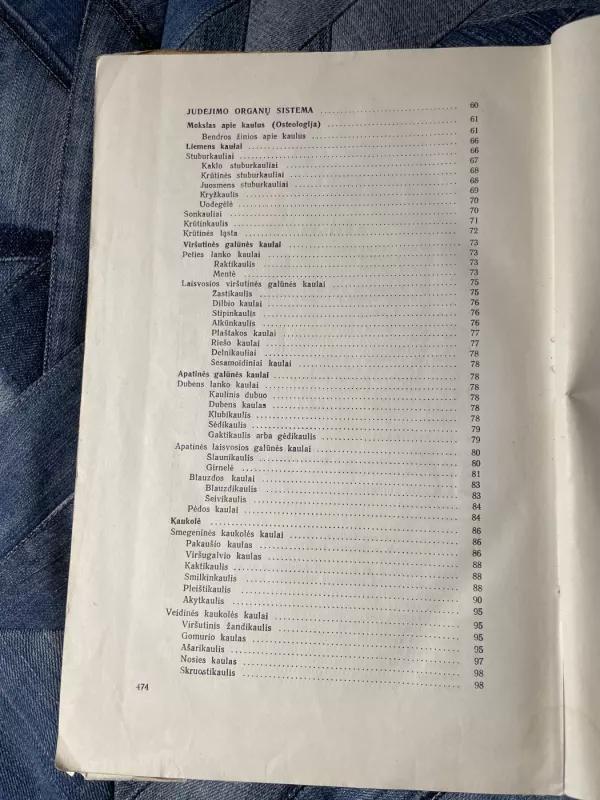 JUDĖJIMO ORGANŲ SISTEMA 60
Mokslas apie kaulus (Osteologija) 61
Bendros žinios apie kaulus 61
Liemens kaulai 66
Stuburkauliai 66
Kaklo stuburkauliai 67
Krūtinės stuburkauliai 68
Juosmens stuburkauliai 68
Kryžkaulis 69
Uodegėlė 70
Sonkauliai 70
Krūtinkaulis 71
Krūtinės ląsta 72
Viršutinės galūnės kaulai 73
Peties lanko kaulai 73
Raktikaulis 73
Mentė 73
Laisvosios viršutinės galūnės kaulai 75
Žastikaulis 75
Dilbio kaulai 76
Stipinkaulis 76
Alkūnkaulis 76
Plaštakos kaulai 77
Riešo kaulai 77
Delnikauliai 78
Sesamoidiniai kaulai 78
Apatinės galūnės kaulai 78
Dubens lanko kaulai 78
Kaulinis dubuo 78
Dubens kaulas 78
Klubikaulis 78
Sėdikaulis 79
Gaktikaulis arba gėdikaulis 79
Apatinės laisvosios galūnės kaulai 80
Šlaunikaulis 80
Girnelė 81
Blauzdos kaulai 83
Blauzdikaulis 83
Šeivikaulis 84
Pėdos kaulai 84
Kaukolė 86
Smegeninės kaukolės kaulai 86
Pakaušio kaulas 86
Viršugalvio kaulas 88
Kaktikaulis 88
Smilkinkaulis 88
Pleištikaulis 90
Akytkaulis 95
Veidinės kaukolės kaulai 95
Viršutinis žandikaulis 95
Gomurio kaulas 95
Ašarikaulis 97
Nosies kaulas 98
Skruostikaulis 98
474